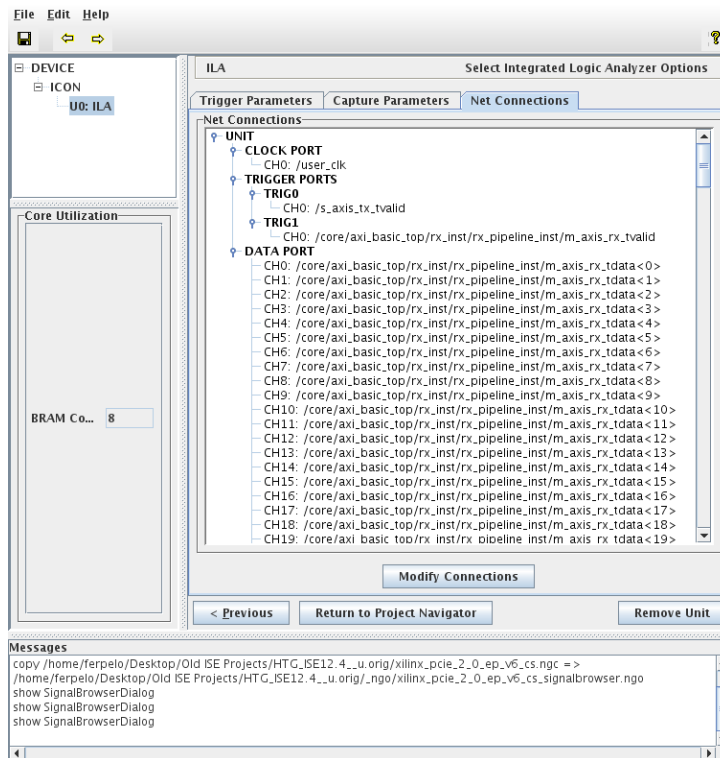 File Edit Help
DEVICE
ICON
U0: ILA
ILA
Select Integrated Logic Analyzer Options
Trigger Parameters
Capture Parameters
Net Connections
Net Connections
UNIT
CLOCK PORT
CH0: /user_clk
TRIGGER PORTS
TRIG0
CH0: /s_axis_tx_tvalid
TRIG1
CH0: /core/axi_basic_top/rx_inst/rx_pipeline_inst/m_axis_rx_tvalid
DATA PORT
CH0: /core/axi_basic_top/rx_inst/rx_pipeline_inst/m_axis_rx_tdata<0>
CH1: /core/axi_basic_top/rx_inst/rx_pipeline_inst/m_axis_rx_tdata<1>
CH2: /core/axi_basic_top/rx_inst/rx_pipeline_inst/m_axis_rx_tdata<2>
CH3: /core/axi_basic_top/rx_inst/rx_pipeline_inst/m_axis_rx_tdata<3>
CH4: /core/axi_basic_top/rx_inst/rx_pipeline_inst/m_axis_rx_tdata<4>
CH5: /core/axi_basic_top/rx_inst/rx_pipeline_inst/m_axis_rx_tdata<5>
CH6: /core/axi_basic_top/rx_inst/rx_pipeline_inst/m_axis_rx_tdata<6>
CH7: /core/axi_basic_top/rx_inst/rx_pipeline_inst/m_axis_rx_tdata<7>
CH8: /core/axi_basic_top/rx_inst/rx_pipeline_inst/m_axis_rx_tdata<8>
CH9: /core/axi_basic_top/rx_inst/rx_pipeline_inst/m_axis_rx_tdata<9>
CH10: /core/axi_basic_top/rx_inst/rx_pipeline_inst/m_axis_rx_tdata<10>
CH11: /core/axi_basic_top/rx_inst/rx_pipeline_inst/m_axis_rx_tdata<11>
CH12: /core/axi_basic_top/rx_inst/rx_pipeline_inst/m_axis_rx_tdata<12>
CH13: /core/axi_basic_top/rx_inst/rx_pipeline_inst/m_axis_rx_tdata<13>
CH14: /core/axi_basic_top/rx_inst/rx_pipeline_inst/m_axis_rx_tdata<14>
CH15: /core/axi_basic_top/rx_inst/rx_pipeline_inst/m_axis_rx_tdata<15>
CH16: /core/axi_basic_top/rx_inst/rx_pipeline_inst/m_axis_rx_tdata<16>
CH17: /core/axi_basic_top/rx_inst/rx_pipeline_inst/m_axis_rx_tdata<17>
CH18: /core/axi_basic_top/rx_inst/rx_pipeline_inst/m_axis_rx_tdata<18>
CH19: /core/axi_basic_top/rx_inst/rx_pipeline_inst/m_axis_rx_tdata<19>
Core Utilization
BRAM Co... 8
Modify Connections
< Previous
Return to Project Navigator
Remove Unit
Messages
copy /home/ferpelo/Desktop/Old ISE Projects/HTG_ISE12.4__u.orig/xilinx_pcie_2_0_ep_v6_cs.ngc =>
/home/ferpelo/Desktop/Old ISE Projects/HTG_ISE12.4__u.orig/_ngo/xilinx_pcie_2_0_ep_v6_cs_signalbrowser.ngo
show SignalBrowserDialog
show SignalBrowserDialog
show SignalBrowserDialog